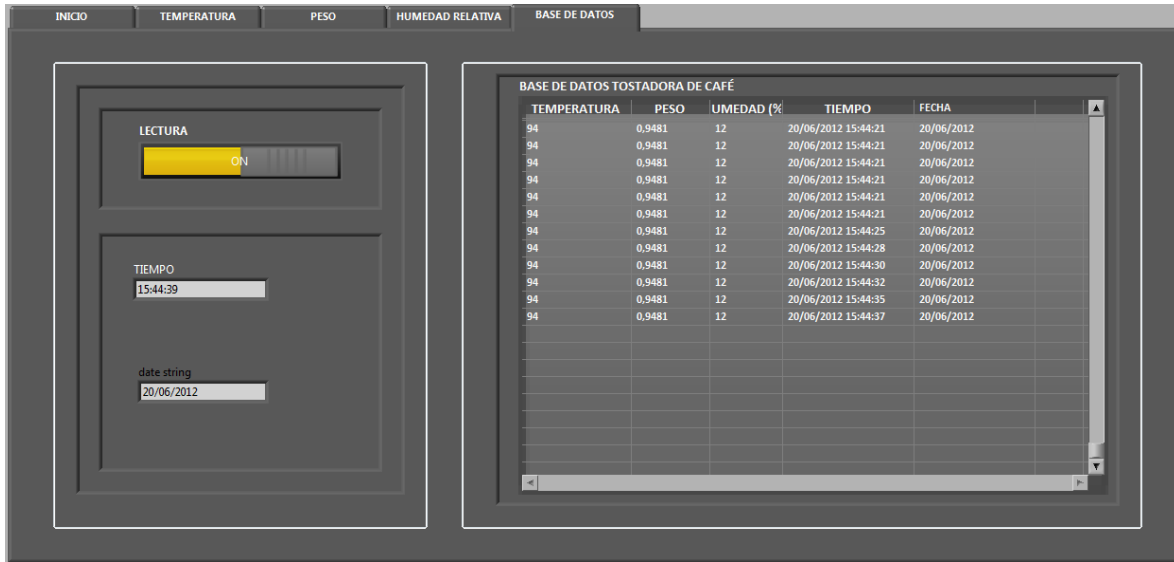 INICIO TEMPERATURA PESO HUMEDAD RELATIVA BASE DE DATOS
LECTURA
ON
TIEMPO
15:44:39
date string
20/06/2012
BASE DE DATOS TOSTADORA DE CAFÉ
TEMPERATURA PESO UMEDAD (% TIEMPO FECHA
94 0,9481 12 20/06/2012 15:44:21 20/06/2012
94 0,9481 12 20/06/2012 15:44:21 20/06/2012
94 0,9481 12 20/06/2012 15:44:21 20/06/2012
94 0,9481 12 20/06/2012 15:44:21 20/06/2012
94 0,9481 12 20/06/2012 15:44:21 20/06/2012
94 0,9481 12 20/06/2012 15:44:21 20/06/2012
94 0,9481 12 20/06/2012 15:44:25 20/06/2012
94 0,9481 12 20/06/2012 15:44:28 20/06/2012
94 0,9481 12 20/06/2012 15:44:30 20/06/2012
94 0,9481 12 20/06/2012 15:44:32 20/06/2012
94 0,9481 12 20/06/2012 15:44:35 20/06/2012
94 0,9481 12 20/06/2012 15:44:37 20/06/2012